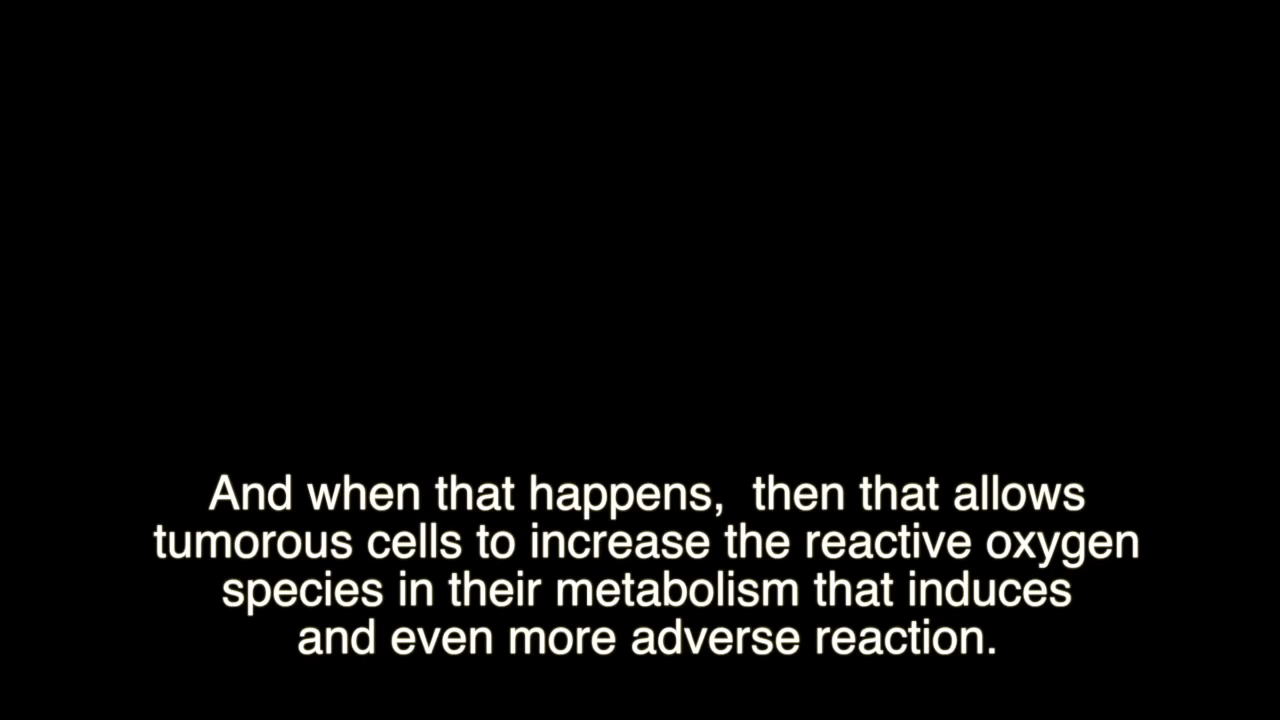 And when that happens,  then that allows
tumorous cells to increase the reactive oxygen
species in their metabolism that induces
and even more adverse reaction.